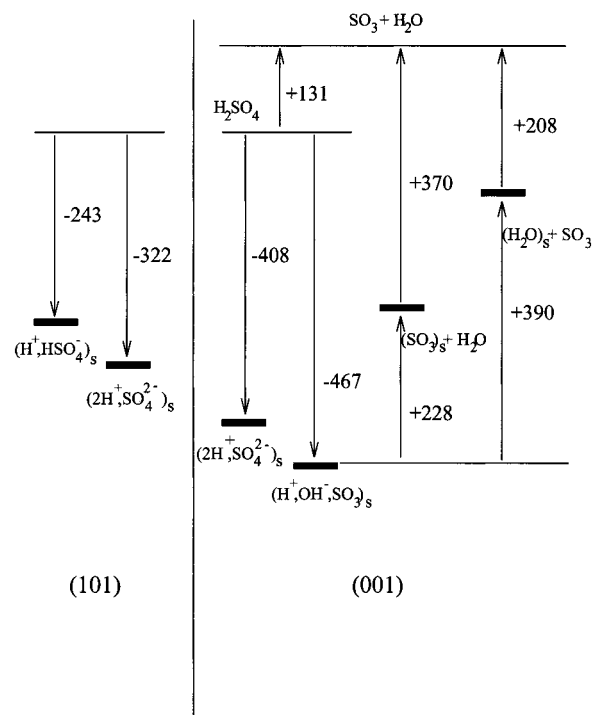 SO₃ + H₂O
+131
H₂SO₄
+208
-243
+370
-322
-408
(H₂O)ₛ + SO₃
+390
(H⁺,HSO₄⁻)ₛ
(SO₃)ₛ + H₂O
-467
(2H⁺,SO₄²⁻)ₛ
+228
(2H⁺,SO₄²⁻)ₛ
(H⁺,OH⁻,SO₃)ₛ
(101)
(001)